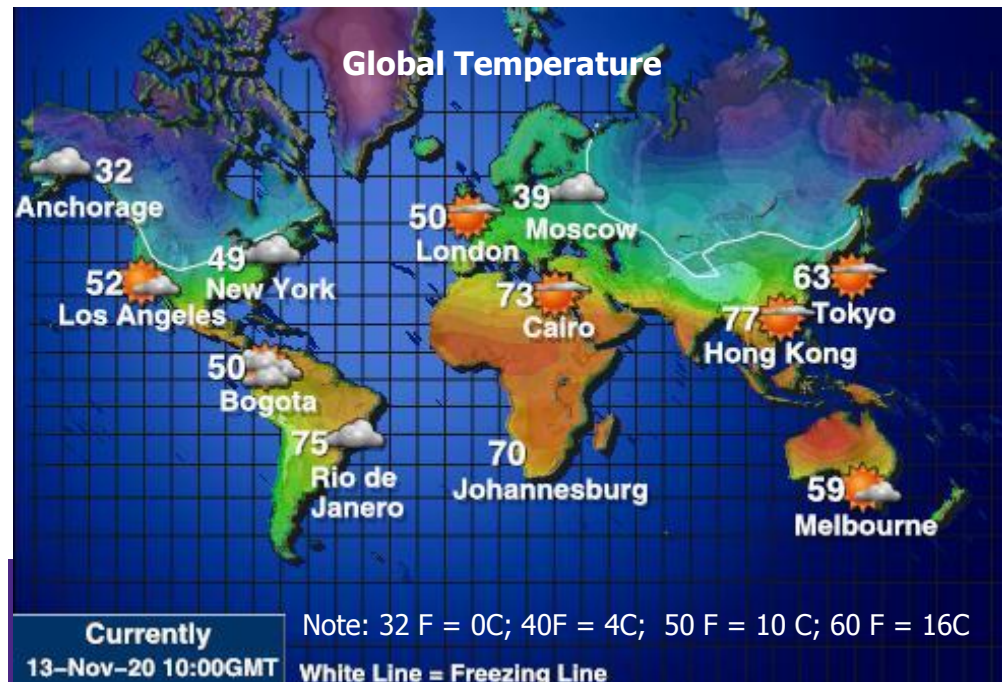 Global Temperature
32
Anchorage
50
London
39
Moscow
49
New York
52
Los Angeles
73
Cairo
63
Tokyo
77
Hong Kong
50
Bogota
75
Rio de
Janero
70
Johannesburg
59
Melbourne
Currently
13-Nov-20 10:00GMT
Note: 32 F = 0C; 40F = 4C; 50 F = 10 C; 60 F = 16C
White Line = Freezing Line